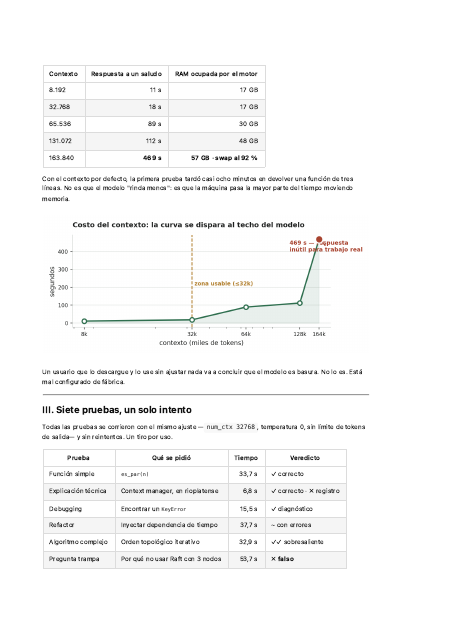 Contexto Respuesta a un saludo RAM ocupada por el motor
8.192 11 s 17 GB
32.768 18 s 17 GB
65.536 89 s 30 GB
131.072 112 s 48 GB
163.840 469 s 57 GB · swap al 92 %
Con el contexto por defecto, la primera prueba tardó casi ocho minutos en devolver una función de tres
líneas. No es que el modelo "rinda menos": es que la máquina pasa la mayor parte del tiempo moviendo
memoria.
Costo del contexto: la curva se dispara al techo del modelo
469 s — respuesta
inútil para trabajo real
zona usable (≤32k)
segundos
400
300
200
100
0
8k 32k 64k 128k 164k
contexto (miles de tokens)
Un usuario que lo descargue y lo use sin ajustar nada va a concluir que el modelo es basura. No lo es. Está
mal configurado de fábrica.
III. Siete pruebas, un solo intento
Todas las pruebas se corrieron con el mismo ajuste — num_ctx 32768 , temperatura 0, sin límite de tokens
de salida— y sin reintentos. Un tiro por uso.
Prueba Qué se pidió Tiempo Veredicto
Función simple es_par(n) 33,7 s ✓ correcto
Explicación técnica Context manager, en rioplatense 6,8 s ✓ correcto · ✕ registro
Debugging Encontrar un KeyError 15,5 s ✓ diagnóstico
Refactor Inyectar dependencia de tiempo 37,7 s ~ con errores
Algoritmo complejo Orden topológico iterativo 32,9 s ✓✓ sobresaliente
Pregunta trampa Por qué no usar Raft con 3 nodos 53,7 s ✕ falso